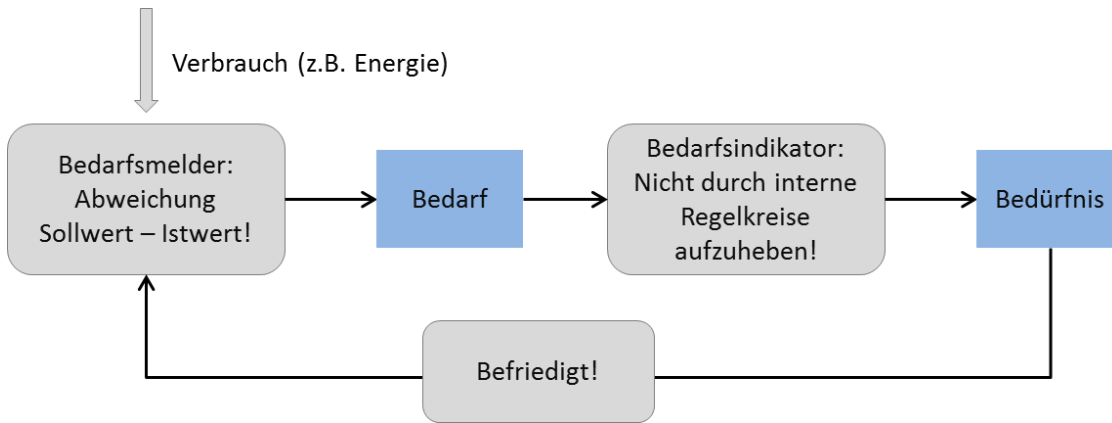 Verbrauch (z.B. Energie)
Bedarfsmelder:
Abweichung
Sollwert – Istwert!
Bedarf
Bedarfsindikator:
Nicht durch interne
Regelkreise
aufzuheben!
Bedürfnis
Befriedigt!